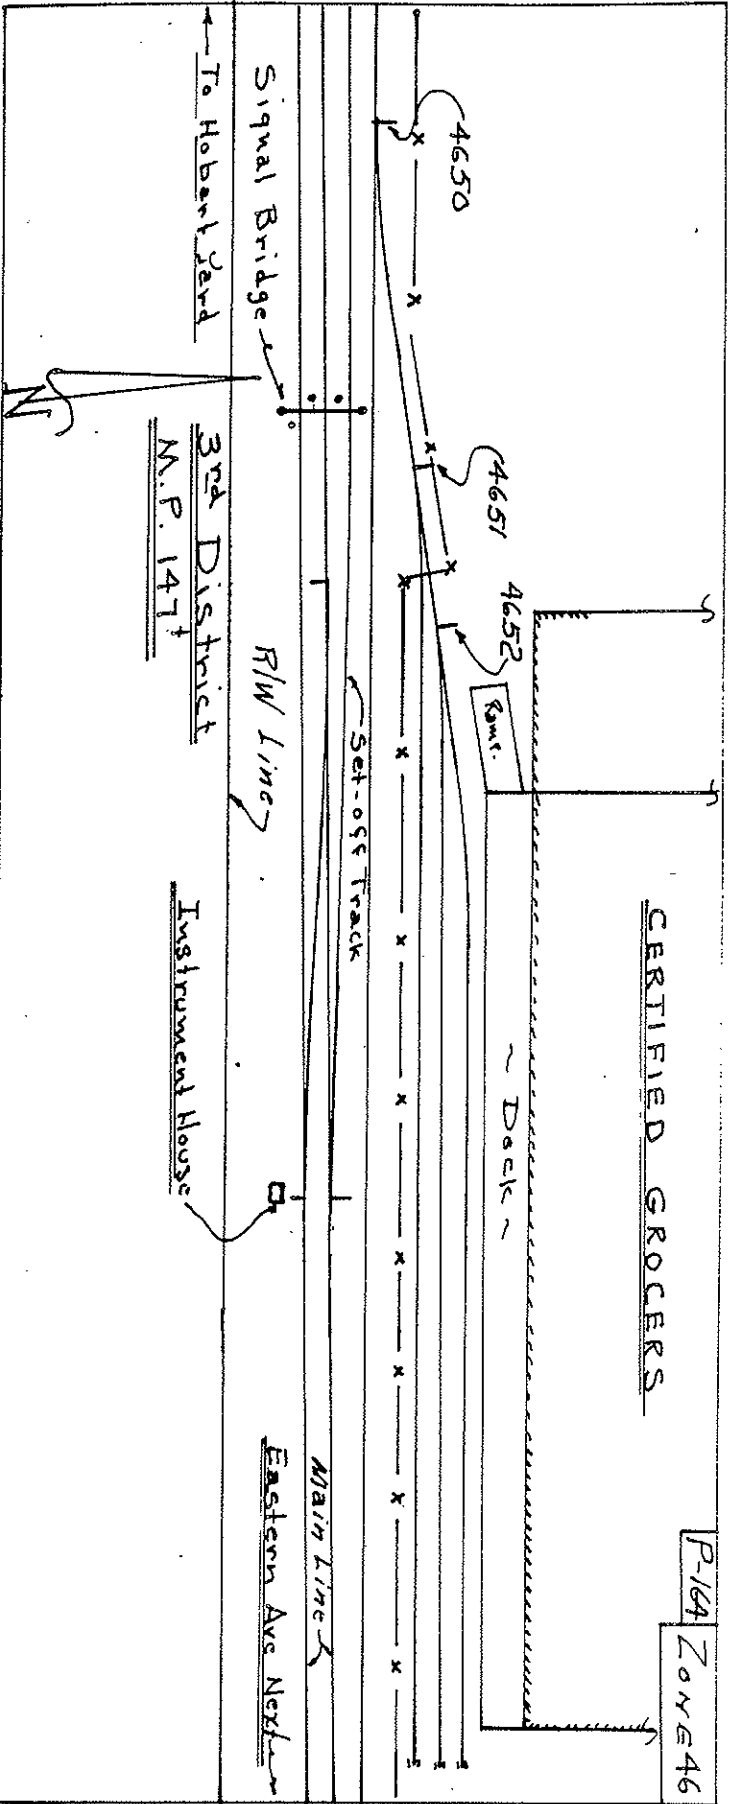 P-16A
ZONE 46
CERTIFIED GROCERS
~ Dock ~
Ramp.
4650
4651
4652
Set-off Track
Signal Bridge
← To Hobart Yard
N
3rd District
M.P. 147+
R/W Line
Instrument House
Main Line
Eastern Ave Next